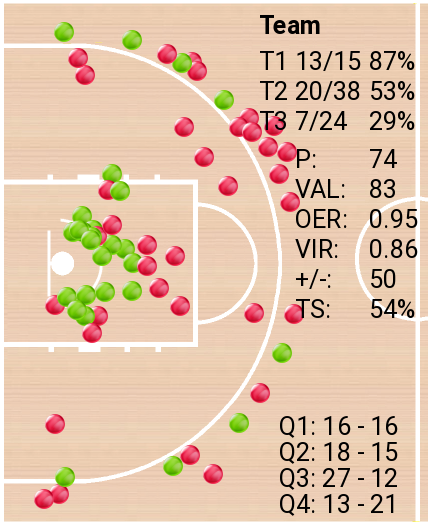 Team
T1 13/15 87%
T2 20/38 53%
T3 7/24 29%
P: 74
VAL: 83
OER: 0.95
VIR: 0.86
+/-: 50
TS: 54%
Q1: 16 - 16
Q2: 18 - 15
Q3: 27 - 12
Q4: 13 - 21